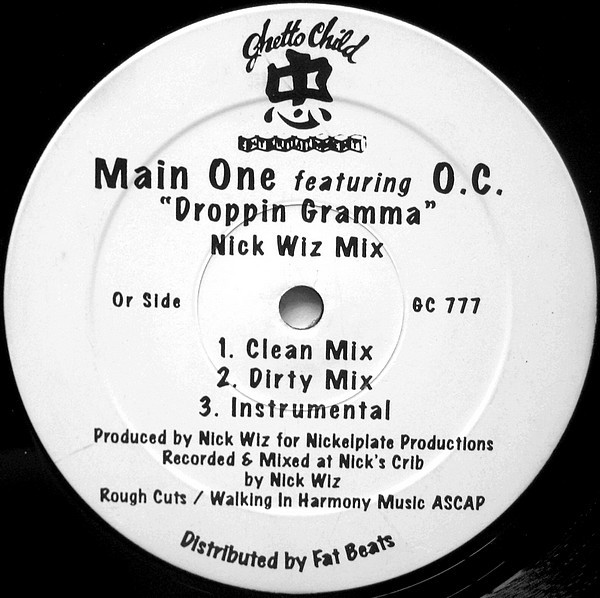 Ghetto Child
Main One featuring O.C.
“Droppin Gramma”
Nick Wiz Mix
Or Side
GC 777
1. Clean Mix
2. Dirty Mix
3. Instrumental
Produced by Nick Wiz for Nickelplate Productions
Recorded & Mixed at Nick's Crib
by Nick Wiz
Rough Cuts / Walking In Harmony Music ASCAP
Distributed by Fat Beats